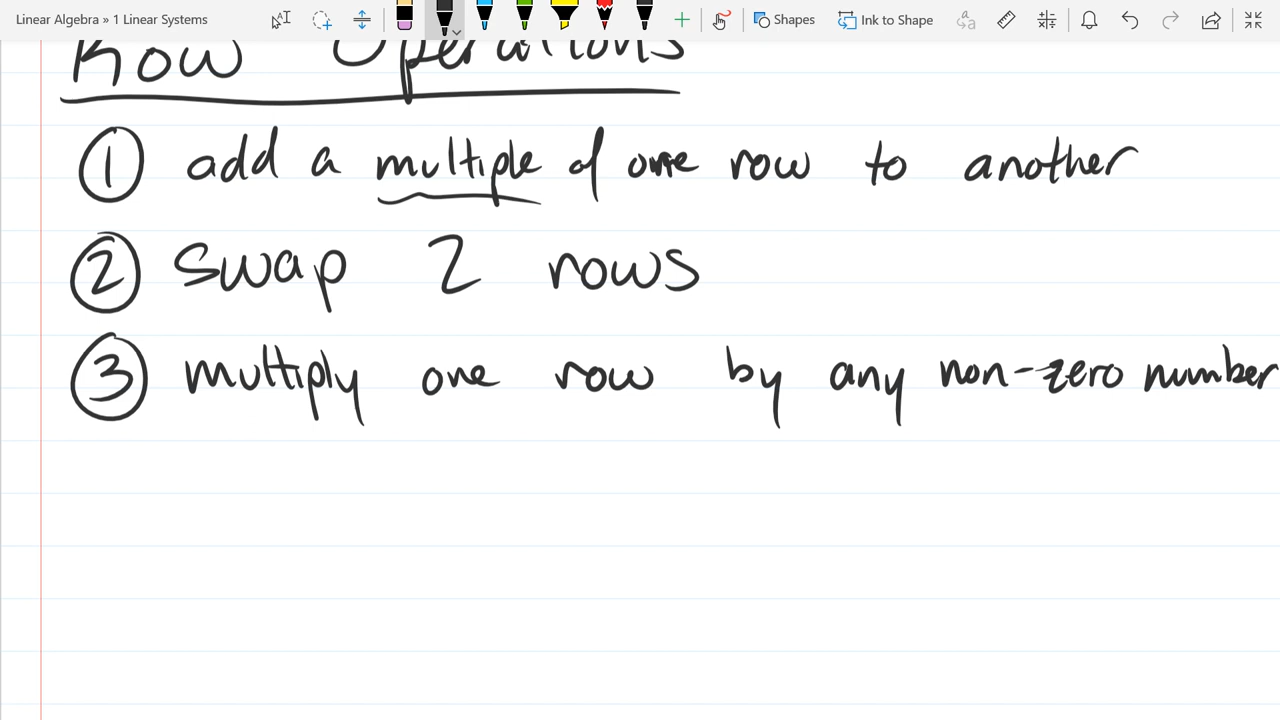 Linear Algebra » 1 Linear Systems
Shapes
Ink to Shape
Row Operations
① add a multiple of one row to another
② swap 2 rows
③ multiply one row by any non-zero number